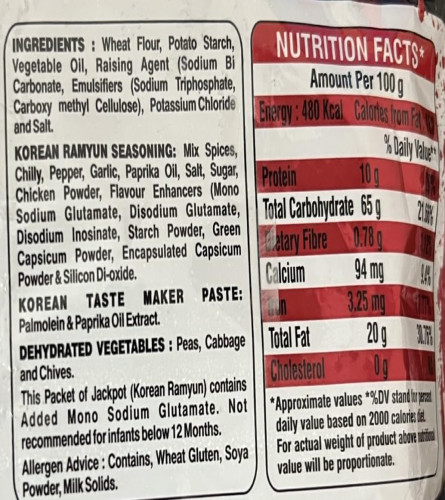 INGREDIENTS : Wheat Flour, Potato Starch,
Vegetable Oil, Raising Agent (Sodium Bi
Carbonate, Emulsifiers (Sodium Triphosphate,
Carboxy methyl Cellulose), Potassium Chloride
and Salt.
KOREAN RAMYUN SEASONING: Mix Spices,
Chilly, Pepper, Garlic, Paprika Oil, Salt, Sugar,
Chicken Powder, Flavour Enhancers (Mono
Sodium Glutamate, Disodium Glutamate,
Disodium Inosinate, Starch Powder, Green
Capsicum Powder, Encapsulated Capsicum
Powder & Silicon Di-oxide.
KOREAN TASTE MAKER PASTE:
Palmolein & Paprika Oil Extract.
DEHYDRATED VEGETABLES : Peas, Cabbage
and Chives.
This Packet of Jackpot (Korean Ramyun) contains
Added Mono Sodium Glutamate. Not
recommended for infants below 12 Months.
Allergen Advice : Contains, Wheat Gluten, Soya
Powder, Milk Solids.
NUTRITION FACTS*
Amount Per 100 g
Energy : 480 Kcal Calories from Fat
% Daily Value**
Protein 10 g
Total Carbohydrate 65 g
Dietary Fibre 0.78 g
Calcium 94 mg
Iron 3.25 mg
Total Fat 20 g
Cholesterol 0 g
*Approximate values *%DV stand for percent
daily value based on 2000 calories diet.
For actual weight of product above nutritional
value will be proportionate.